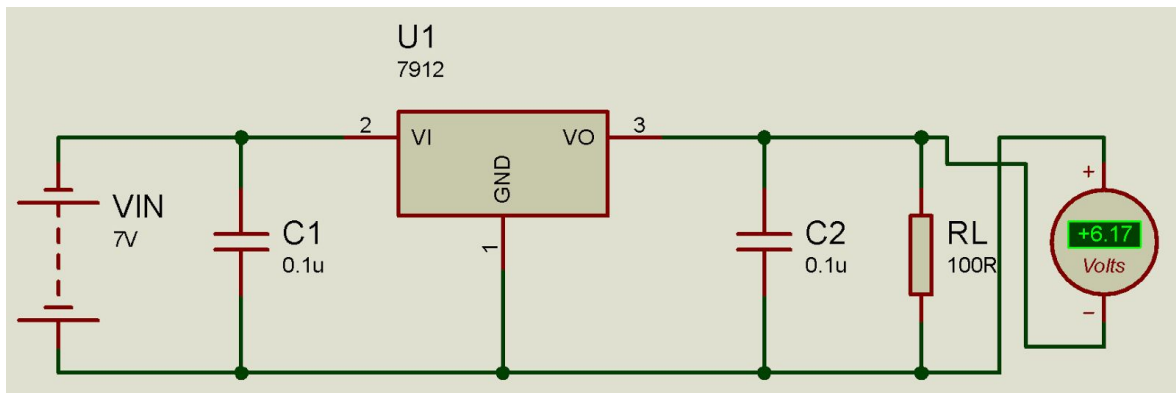 U1
7912
2
VI
VO
3
GND
1
VIN
7V
C1
0.1u
C2
0.1u
RL
100R
+
+6.17
Volts
−